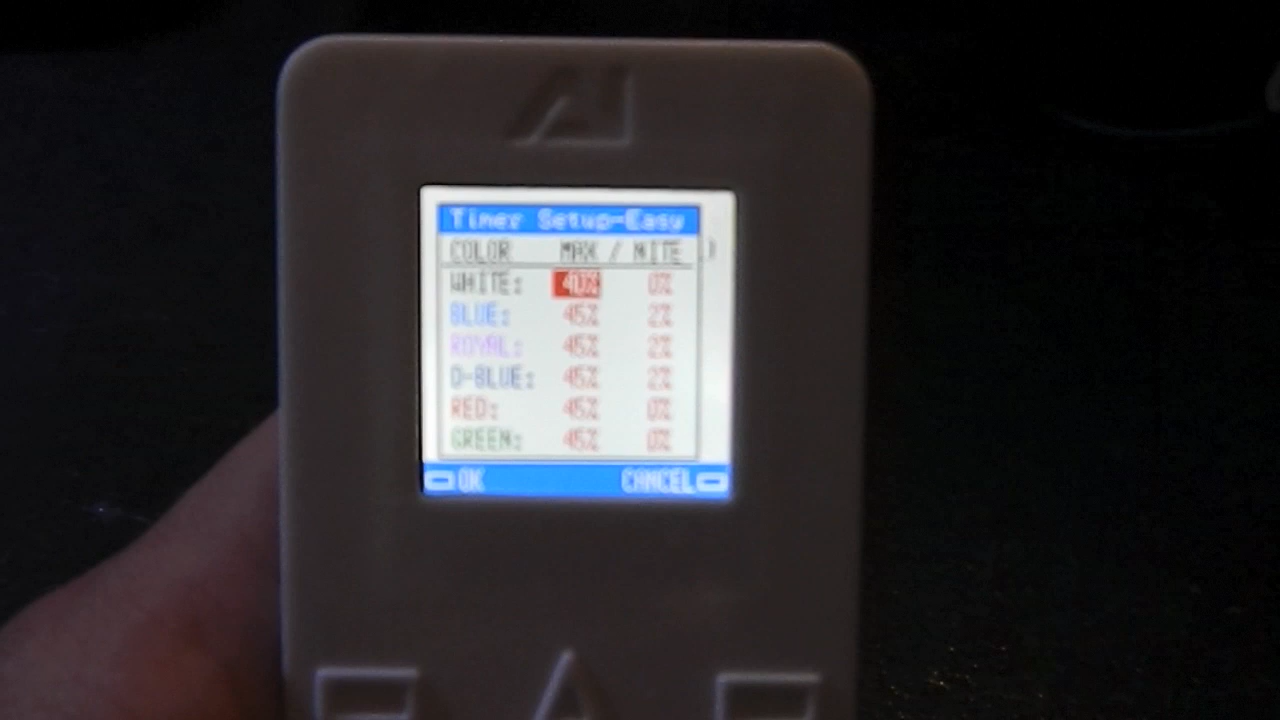 AI
Timer Setup-Easy
COLOR MAX / NITE
WHITE: 40% 0%
BLUE: 45% 2%
ROYAL: 45% 2%
D-BLUE: 45% 2%
RED: 45% 0%
GREEN: 45% 0%
OK CANCEL